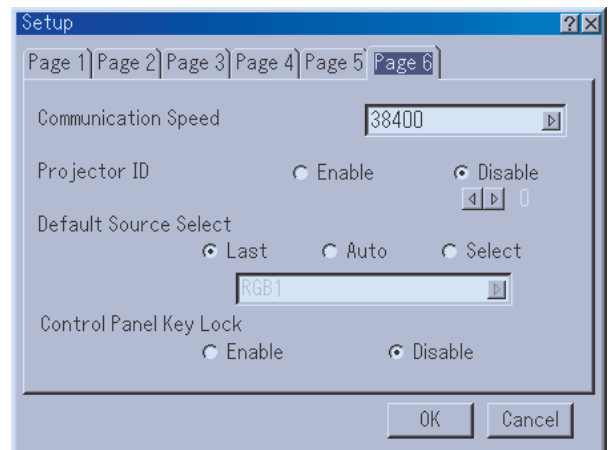 Setup
Page 1 Page 2 Page 3 Page 4 Page 5 Page 6
Communication Speed 38400
Projector ID Enable Disable
0
Default Source Select
Last Auto Select
RGB1
Control Panel Key Lock
Enable Disable
OK Cancel